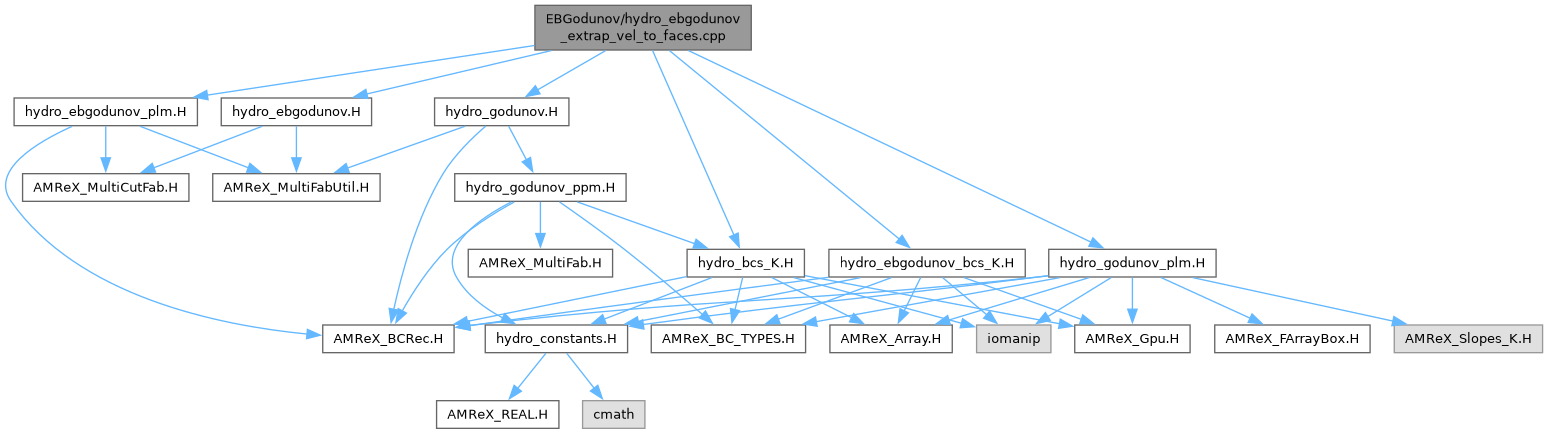 EBGodunov/hydro_ebgodunov
_extrap_vel_to_faces.cpp
hydro_ebgodunov_plm.H
hydro_ebgodunov.H
hydro_godunov.H
AMReX_MultiCutFab.H
AMReX_MultiFabUtil.H
hydro_godunov_ppm.H
AMReX_MultiFab.H
hydro_bcs_K.H
hydro_ebgodunov_bcs_K.H
hydro_godunov_plm.H
AMReX_BCRec.H
hydro_constants.H
AMReX_BC_TYPES.H
AMReX_Array.H
iomanip
AMReX_Gpu.H
AMReX_FArrayBox.H
AMReX_Slopes_K.H
AMReX_REAL.H
cmath